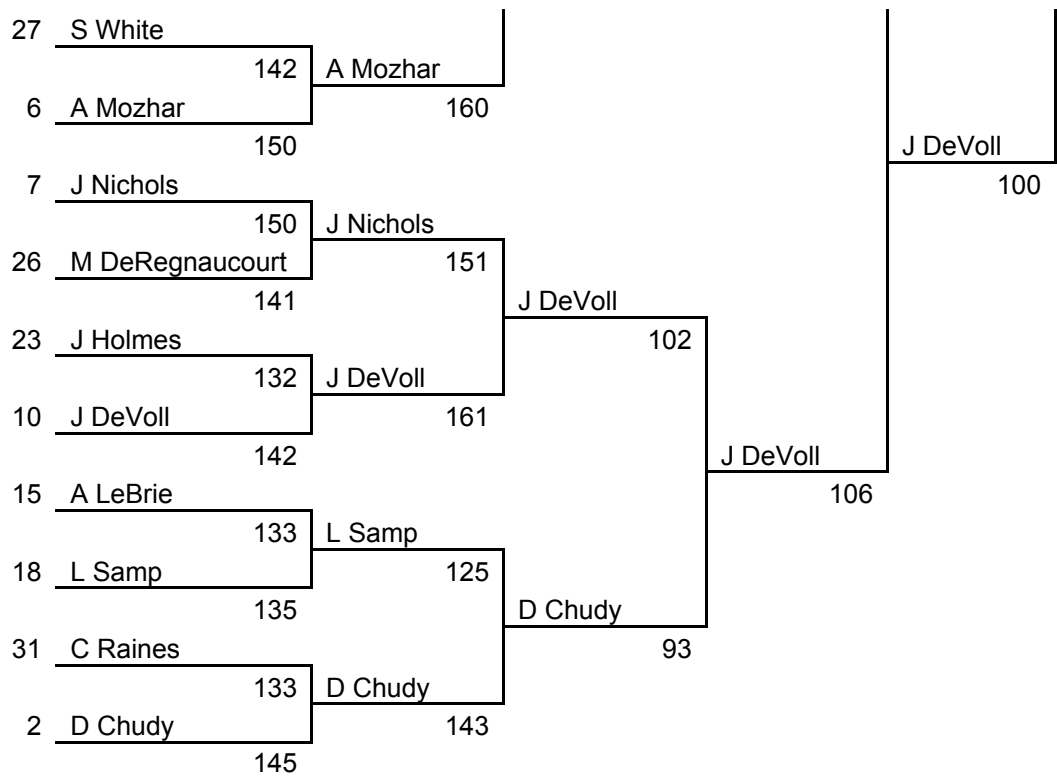 27 S White
142 A Mozhar
6 A Mozhar 160
150 J DeVoll
7 J Nichols 100
150 J Nichols
26 M DeRegnaucourt 151
141 J DeVoll
23 J Holmes 102
132 J DeVoll
10 J DeVoll 161
142 J DeVoll
15 A LeBrie 106
133 L Samp
18 L Samp 125
135 D Chudy
31 C Raines 93
133 D Chudy
2 D Chudy 143
145